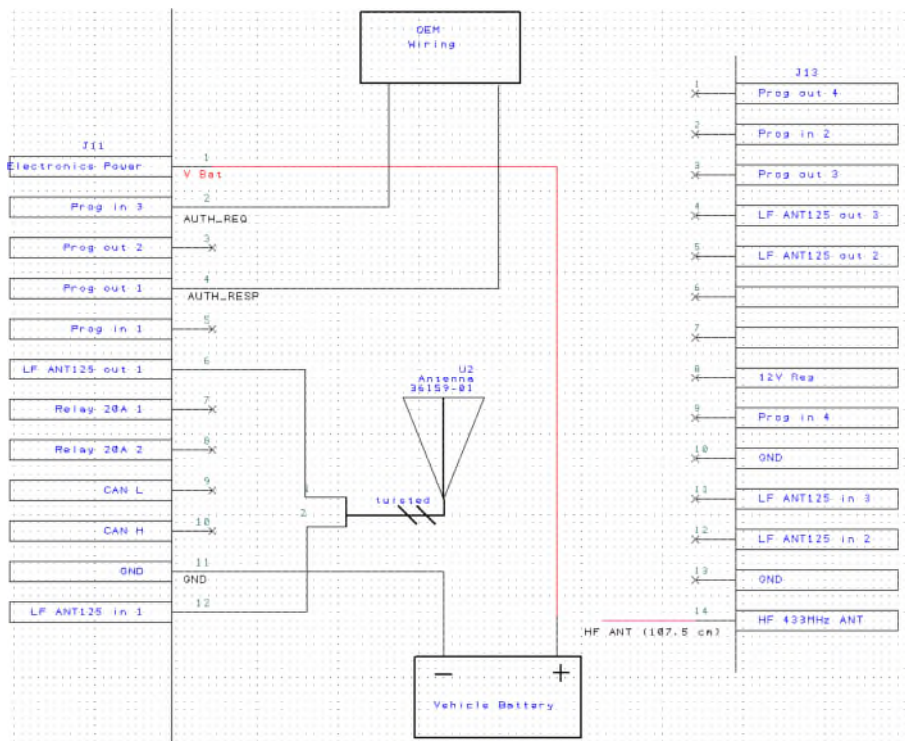 OEM
Wiring
J11
1
Electronics Power
V Bat
2
Prog in 3
AUTH_REQ
3
Prog out 2
4
Prog out 1
AUTH_RESP
5
Prog in 1
6
LF ANT125 out 1
7
Relay 20A 1
8
Relay 20A 2
9
CAN L
10
CAN H
11
GND
GND
12
LF ANT125 in 1
U2
Antenna
36159-01
1
2
twisted
− +
Vehicle Battery
J13
1
Prog out 4
2
Prog in 2
3
Prog out 3
4
LF ANT125 out 3
5
LF ANT125 out 2
6
7
8
12V Reg
9
Prog in 4
10
GND
11
LF ANT125 in 3
12
LF ANT125 in 2
13
GND
14
HF 433MHz ANT
HF ANT (107.5 cm)